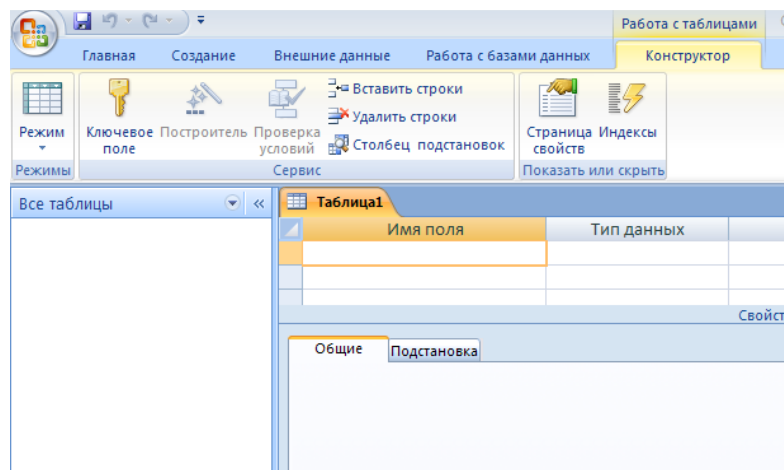 Работа с таблицами
Главная Создание Внешние данные Работа с базами данных Конструктор
Режим
Ключевое поле
Построитель
Проверка условий
Вставить строки
Удалить строки
Столбец подстановок
Страница свойств
Индексы
Режимы Сервис Показать или скрыть
Все таблицы
Таблица1
Имя поля Тип данных
Свойст
Общие Подстановка